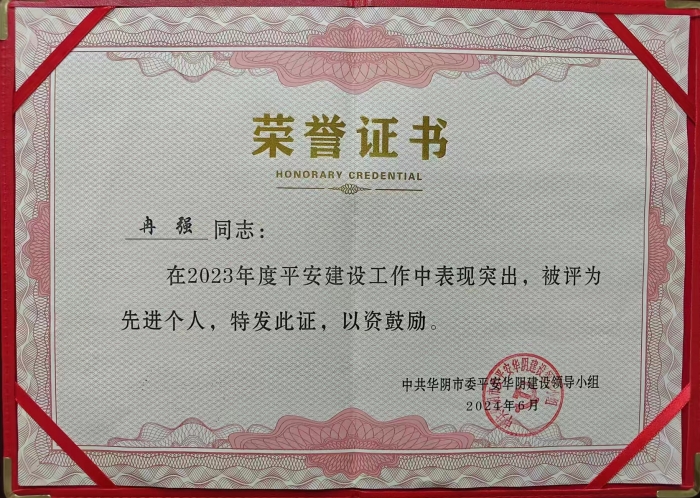 荣誉证书
HONORARY CREDENTIAL
冉强 同志：
在2023年度平安建设工作中表现突出，被评为
先进个人，特发此证，以资鼓励。
中共华阴市委平安华阴建设领导小组
2024年6月